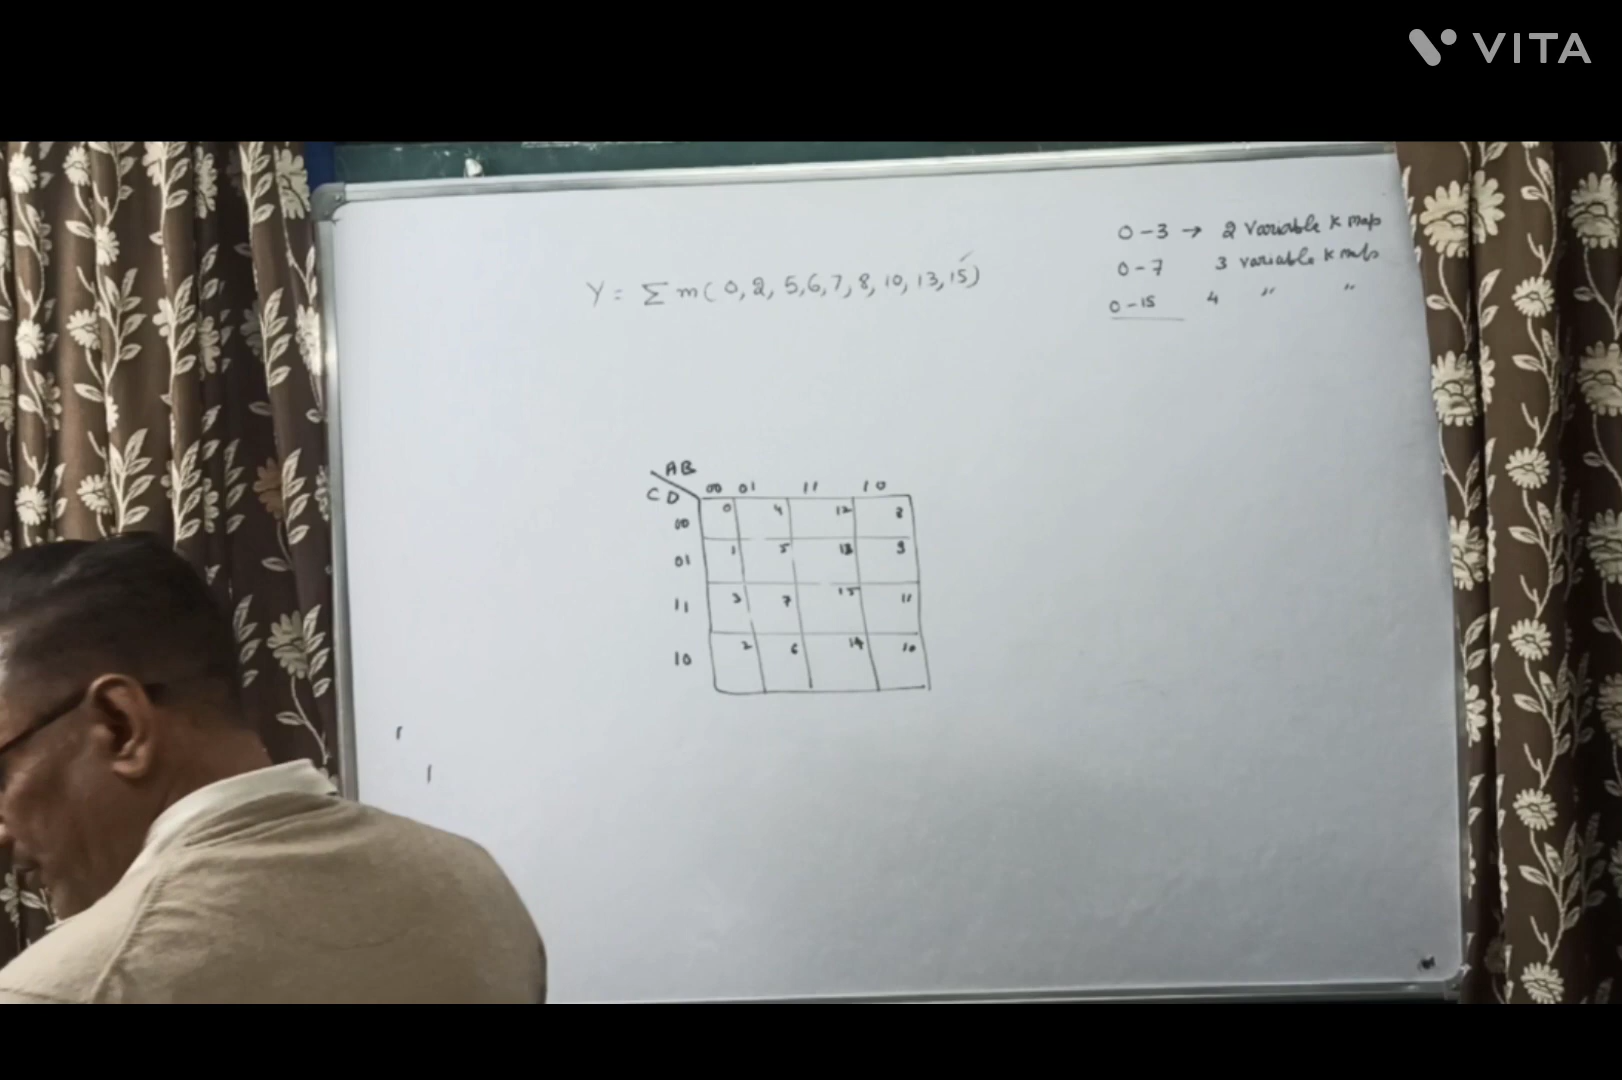 VITA
0-3 → 2 Variable K map
0-7 3 variable K map
0-15 4 " "
Y = Σ m ( 0, 2, 5, 6, 7, 8, 10, 13, 15 )
AB
CD 00 01 11 10
00 0 4 12 8
01 1 5 13 9
11 3 7 15 11
10 2 6 14 10